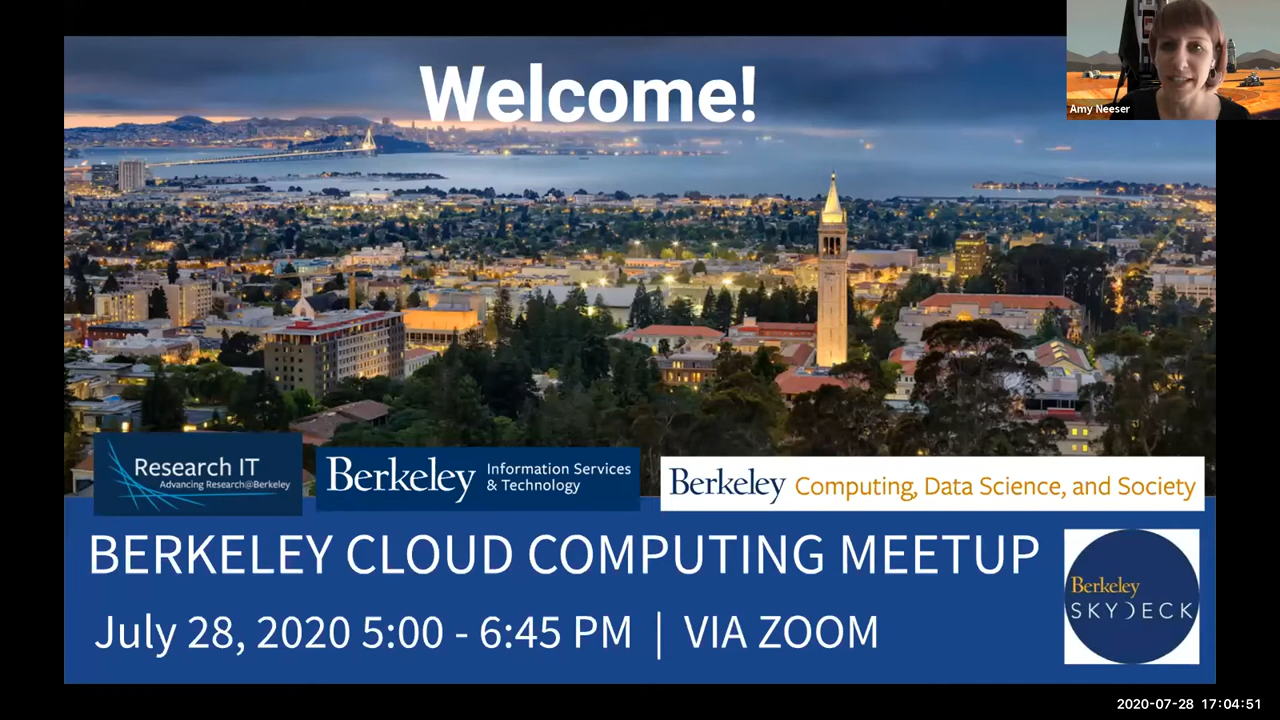 Welcome!
Amy Neeser
Research IT
Advancing Research@Berkeley
Berkeley
Information Services
& Technology
Berkeley Computing, Data Science, and Society
BERKELEY CLOUD COMPUTING MEETUP
July 28, 2020 5:00 - 6:45 PM | VIA ZOOM
Berkeley
SKYDECK
2020-07-28 17:04:51